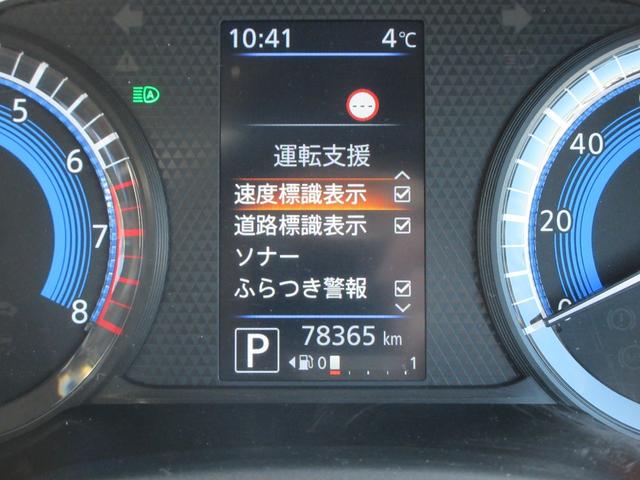 10:41 4℃
運転支援
速度標識表示
道路標識表示
ソナー
ふらつき警報
P 78365 km
0 1
5
6
7
8
40
20
0
A